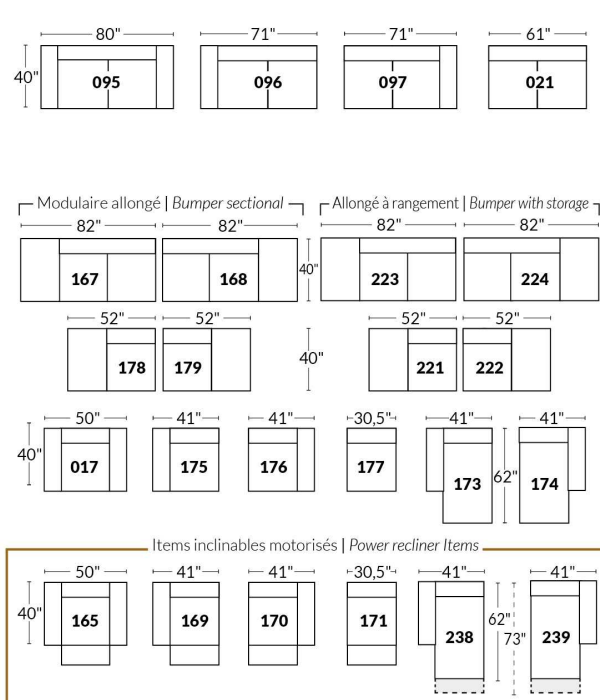 80" 71" 71" 61"
40" 095 096 097 021
Modulaire allongé | Bumper sectional Allongé à rangement | Bumper with storage
82" 82" 82" 82"
167 168 40" 223 224
52" 52" 52" 52"
178 179 40" 221 222
50" 41" 41" 30,5" 41" 41"
40" 017 175 176 177 173 62" 174
Items inclinables motorisés | Power recliner Items
50" 41" 41" 30,5" 41" 41"
40" 165 169 170 171 238 62" 73" 239